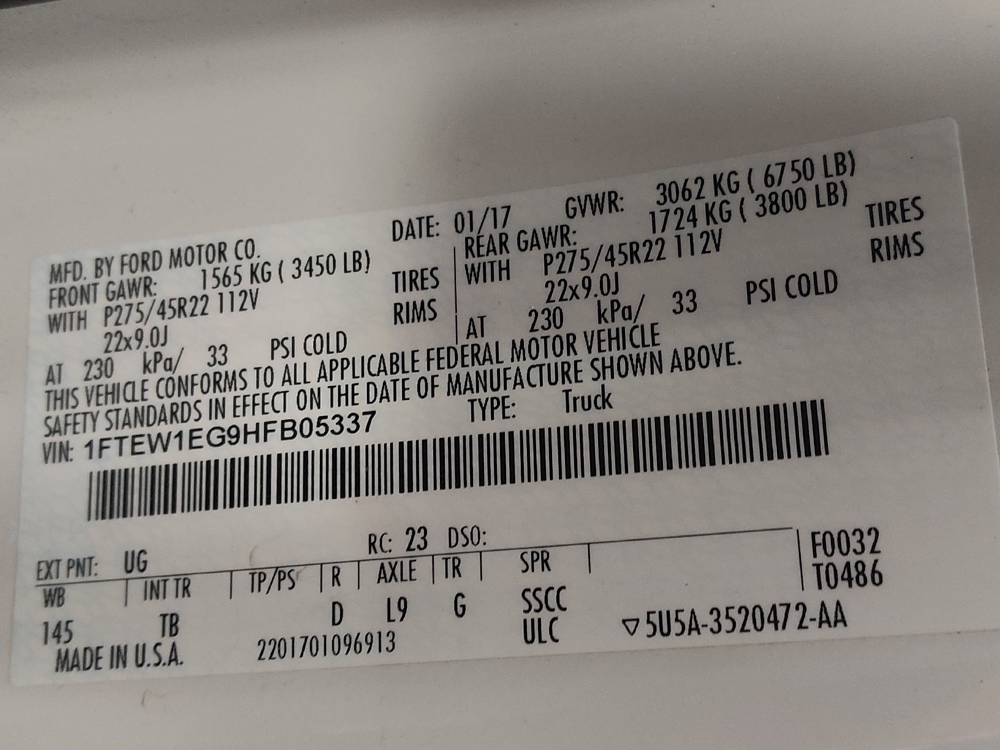 MFD. BY FORD MOTOR CO. DATE: 01/17 GVWR: 3062 KG ( 6750 LB)
FRONT GAWR: 1565 KG ( 3450 LB) REAR GAWR: 1724 KG ( 3800 LB)
WITH P275/45R22 112V TIRES WITH P275/45R22 112V TIRES
22x9.0J RIMS 22x9.0J RIMS
AT 230 kPa/ 33 PSI COLD AT 230 kPa/ 33 PSI COLD
THIS VEHICLE CONFORMS TO ALL APPLICABLE FEDERAL MOTOR VEHICLE
SAFETY STANDARDS IN EFFECT ON THE DATE OF MANUFACTURE SHOWN ABOVE.
VIN: 1FTEW1EG9HFB05337 TYPE: Truck
EXT PNT: UG RC: 23 DSO: F0032
WB INT TR TP/PS R AXLE TR SPR T0486
145 TB D L9 G SSCC
MADE IN U.S.A. 2201701096913 ULC ▽5U5A-3520472-AA